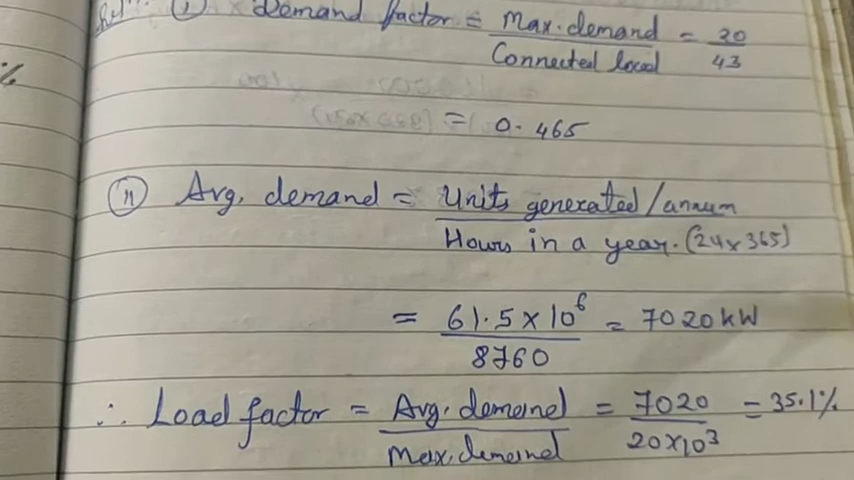 Sol:- (i) Demand factor = Max. demand / Connected load = 20 / 43
= 0.465
(ii) Avg. demand = Units generated/annum / Hours in a year. (24x365)
= 61.5 x 10^6 / 8760 = 7020 kW
∴ Load factor = Avg. demand / Max. demand = 7020 / 20x10^3 = 35.1%